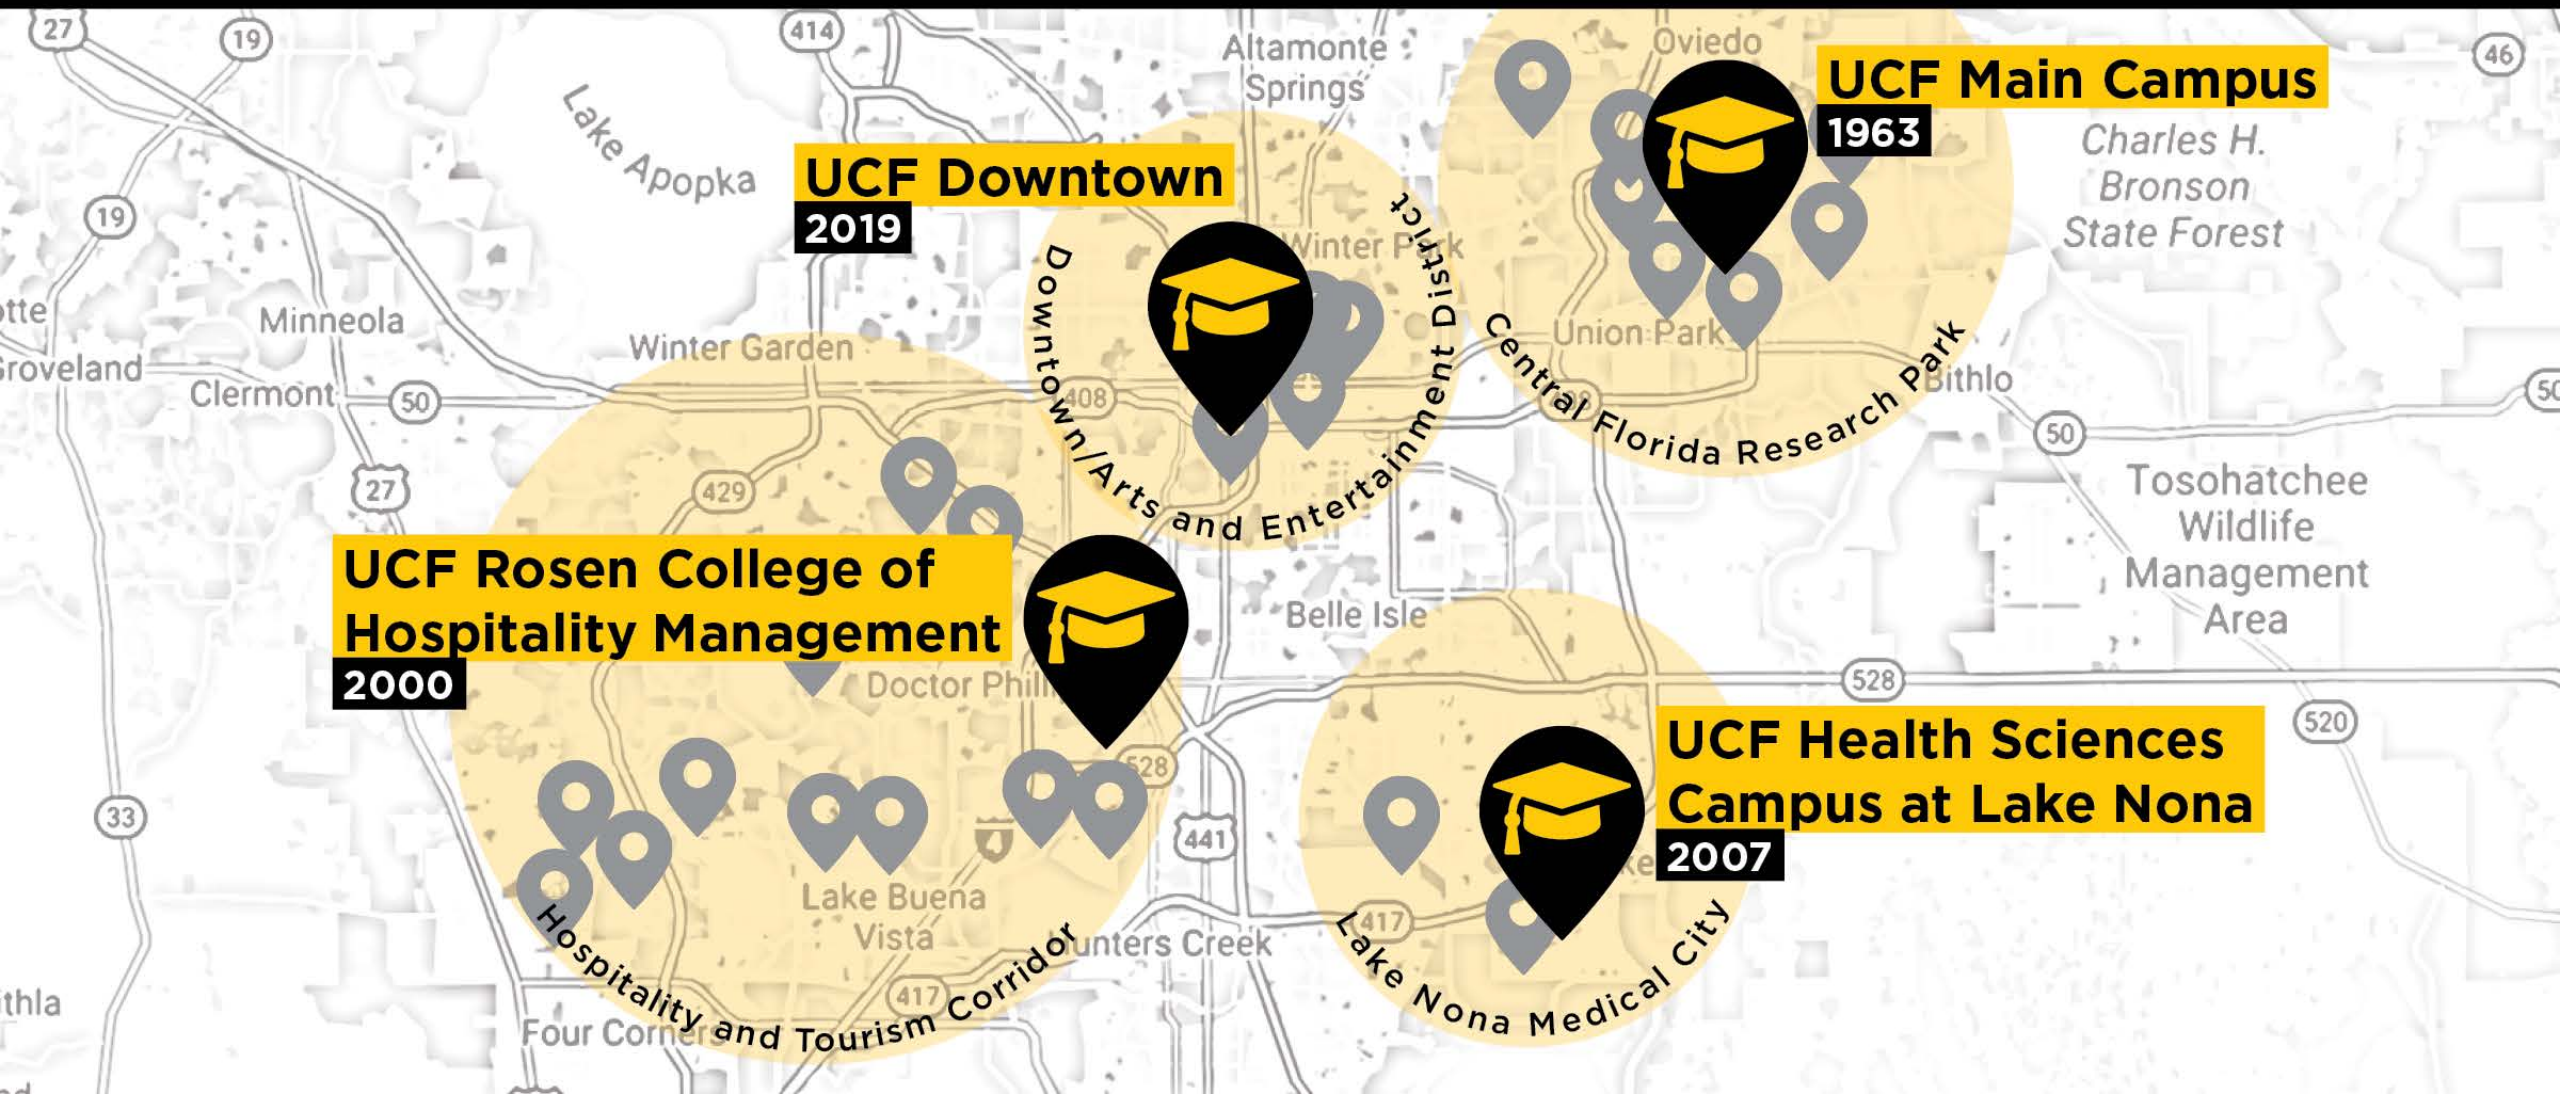 27
19
414
Altamonte
Springs
Oviedo
UCF Main Campus
1963
46
Lake Apopka
Charles H.
Bronson
State Forest
UCF Downtown
2019
19
Winter Park
Downtown/Arts and Entertainment District
Minneola
Winter Garden
Union Park
Central Florida Research Park
Bithlo
Clermont
50
408
50
27
429
Tosohatchee
Wildlife
Management
Area
UCF Rosen College of
Hospitality Management
2000
Belle Isle
Doctor Phill
528
520
UCF Health Sciences
Campus at Lake Nona
2007
528
33
4
441
Lake Buena
Vista
Hospitality and Tourism Corridor
unters Creek
417
Lake Nona Medical City
417
Four Corners